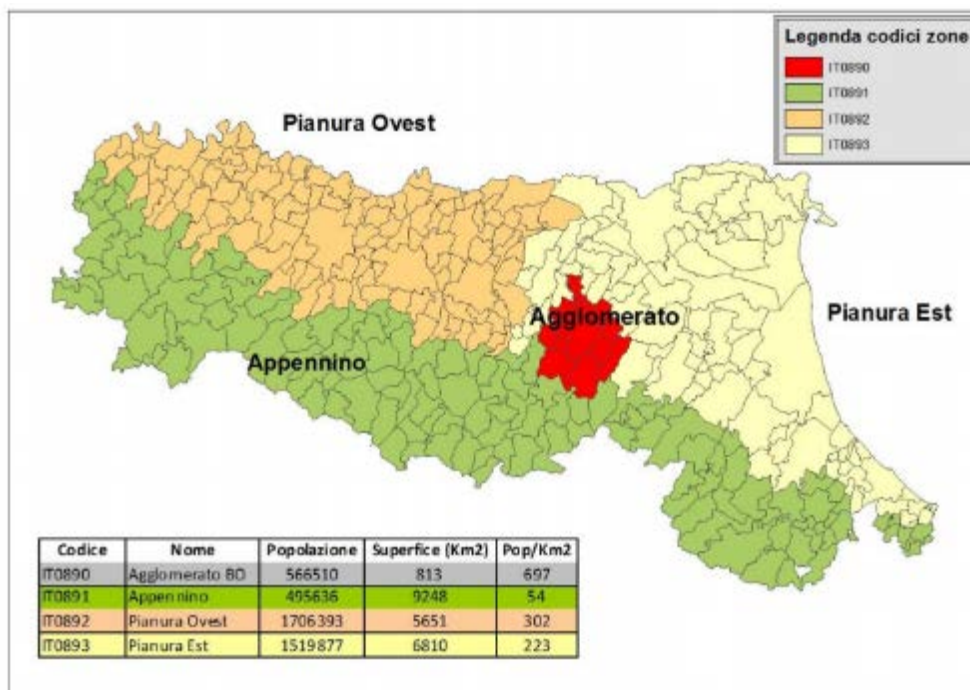 Legenda codici zone
IT0890
IT0891
IT0892
IT0893
Pianura Ovest
Agglomerato
Pianura Est
Appennino
Codice Nome Popolazione Superfice (Km2) Pop/Km2
IT0890 Agglomerato BO 566510 813 697
IT0891 Appennino 495636 9248 54
IT0892 Pianura Ovest 1706393 5651 302
IT0893 Pianura Est 1519877 6810 223